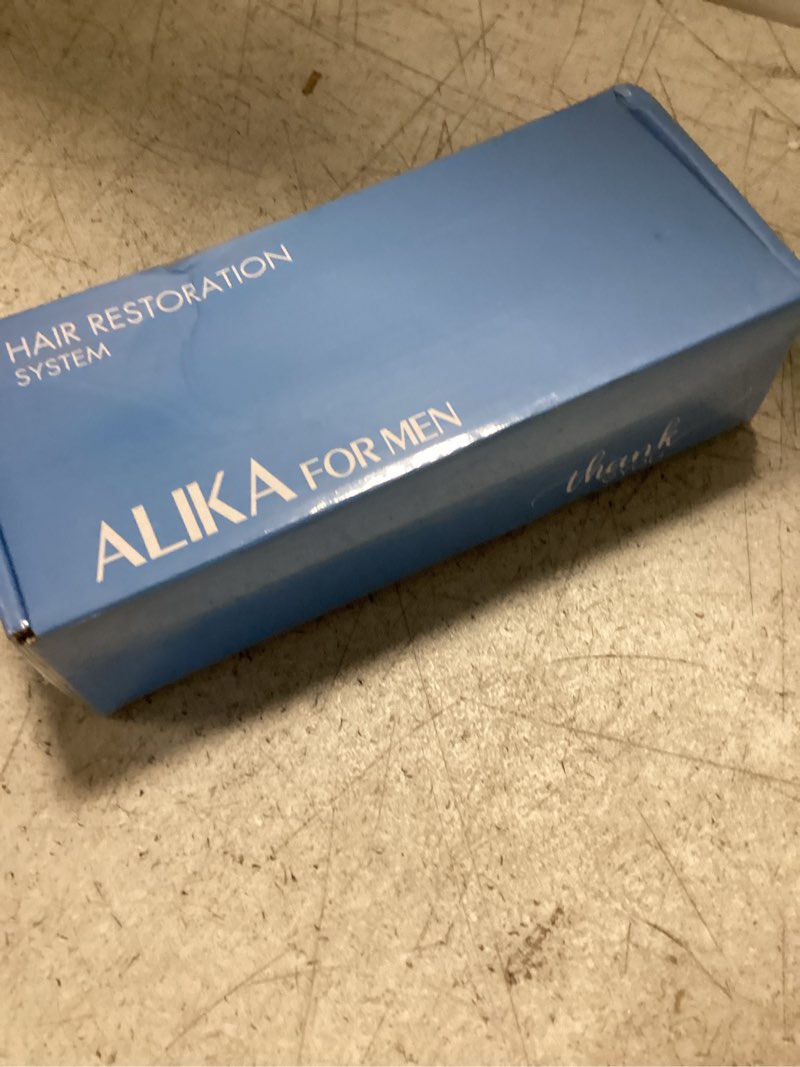 HAIR RESTORATION
SYSTEM
ALIKA FOR MEN
thank